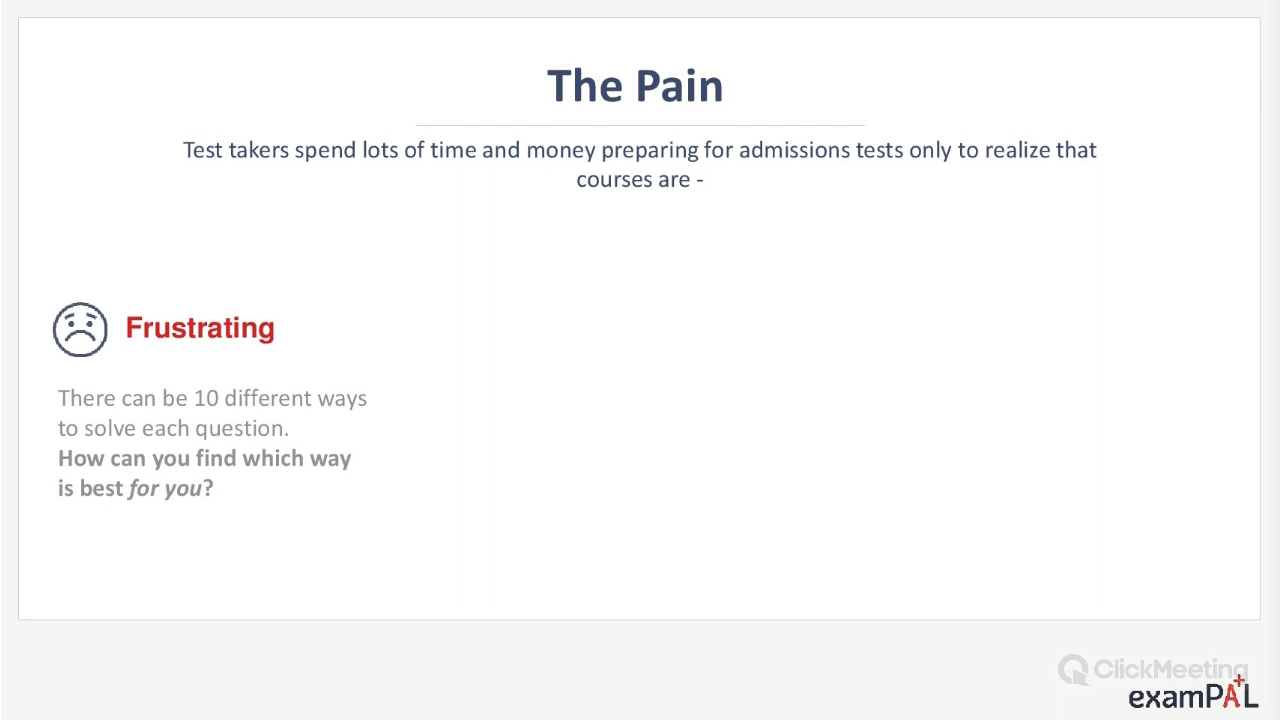 The Pain
Test takers spend lots of time and money preparing for admissions tests only to realize that
courses are -
Frustrating
There can be 10 different ways
to solve each question.
How can you find which way
is best for you?
ClickMeeting
examPAL